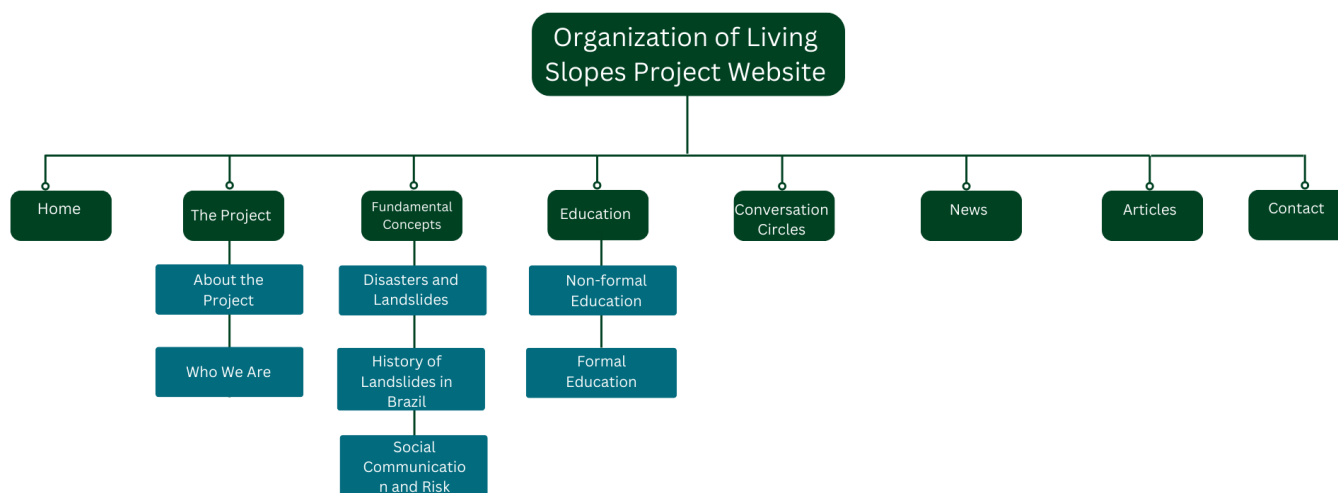 Organization of Living
Slopes Project Website
Home
The Project
Fundamental
Concepts
Education
Conversation
Circles
News
Articles
Contact
About the
Project
Disasters and
Landslides
Non-formal
Education
Who We Are
History of
Landslides in
Brazil
Formal
Education
Social
Communicatio
n and Risk